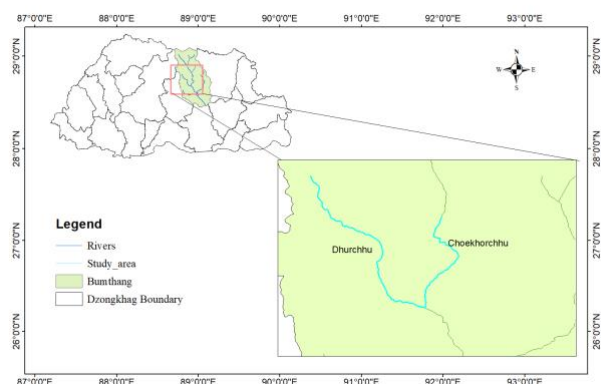 87°0'0"E 88°0'0"E 89°0'0"E 90°0'0"E 91°0'0"E 92°0'0"E 93°0'0"E
29°0'0"N 29°0'0"N
N
W E
S
28°0'0"N 28°0'0"N
Legend
Rivers
Study_area
Bumthang
Dzongkhag Boundary
Dhurchhu
Choekhorchhu
27°0'0"N 27°0'0"N
26°0'0"N 26°0'0"N
87°0'0"E 88°0'0"E 89°0'0"E 90°0'0"E 91°0'0"E 92°0'0"E 93°0'0"E